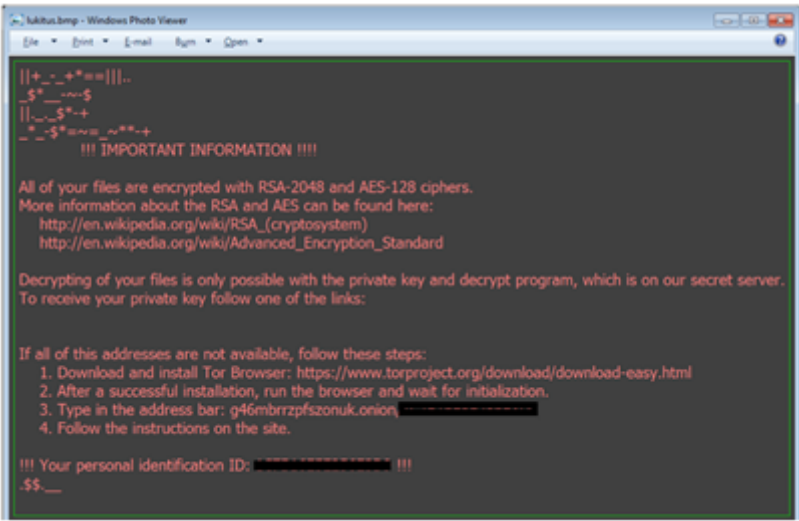 lukitus.bmp - Windows Photo Viewer
File Print E-mail Burn Open
||+_-_+*==|||..
_$*__-~-$
||._._$*-+
_*_-$*=~=_~**-+
!!! IMPORTANT INFORMATION !!!!
All of your files are encrypted with RSA-2048 and AES-128 ciphers.
More information about the RSA and AES can be found here:
http://en.wikipedia.org/wiki/RSA_(cryptosystem)
http://en.wikipedia.org/wiki/Advanced_Encryption_Standard
Decrypting of your files is only possible with the private key and decrypt program, which is on our secret server.
To receive your private key follow one of the links:
If all of this addresses are not available, follow these steps:
1. Download and install Tor Browser: https://www.torproject.org/download/download-easy.html
2. After a successful installation, run the browser and wait for initialization.
3. Type in the address bar: g46mbrrzpfszonuk.onion/
4. Follow the instructions on the site.
!!! Your personal identification ID: !!!
.$$.__